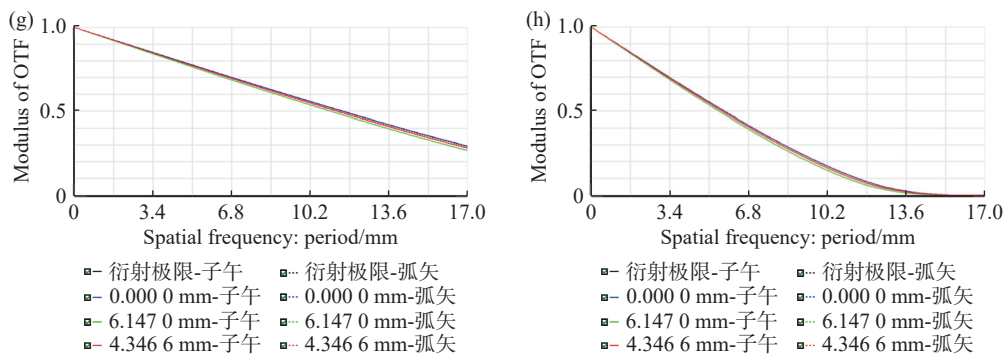 (g)
1.0
0.5
0
Modulus of OTF
0 3.4 6.8 10.2 13.6 17.0
Spatial frequency: period/mm
衍射极限-子午 衍射极限-弧矢
0.000 0 mm-子午 0.000 0 mm-弧矢
6.147 0 mm-子午 6.147 0 mm-弧矢
4.346 6 mm-子午 4.346 6 mm-弧矢
(h)
1.0
0.5
0
Modulus of OTF
0 3.4 6.8 10.2 13.6 17.0
Spatial frequency: period/mm
衍射极限-子午 衍射极限-弧矢
0.000 0 mm-子午 0.000 0 mm-弧矢
6.147 0 mm-子午 6.147 0 mm-弧矢
4.346 6 mm-子午 4.346 6 mm-弧矢